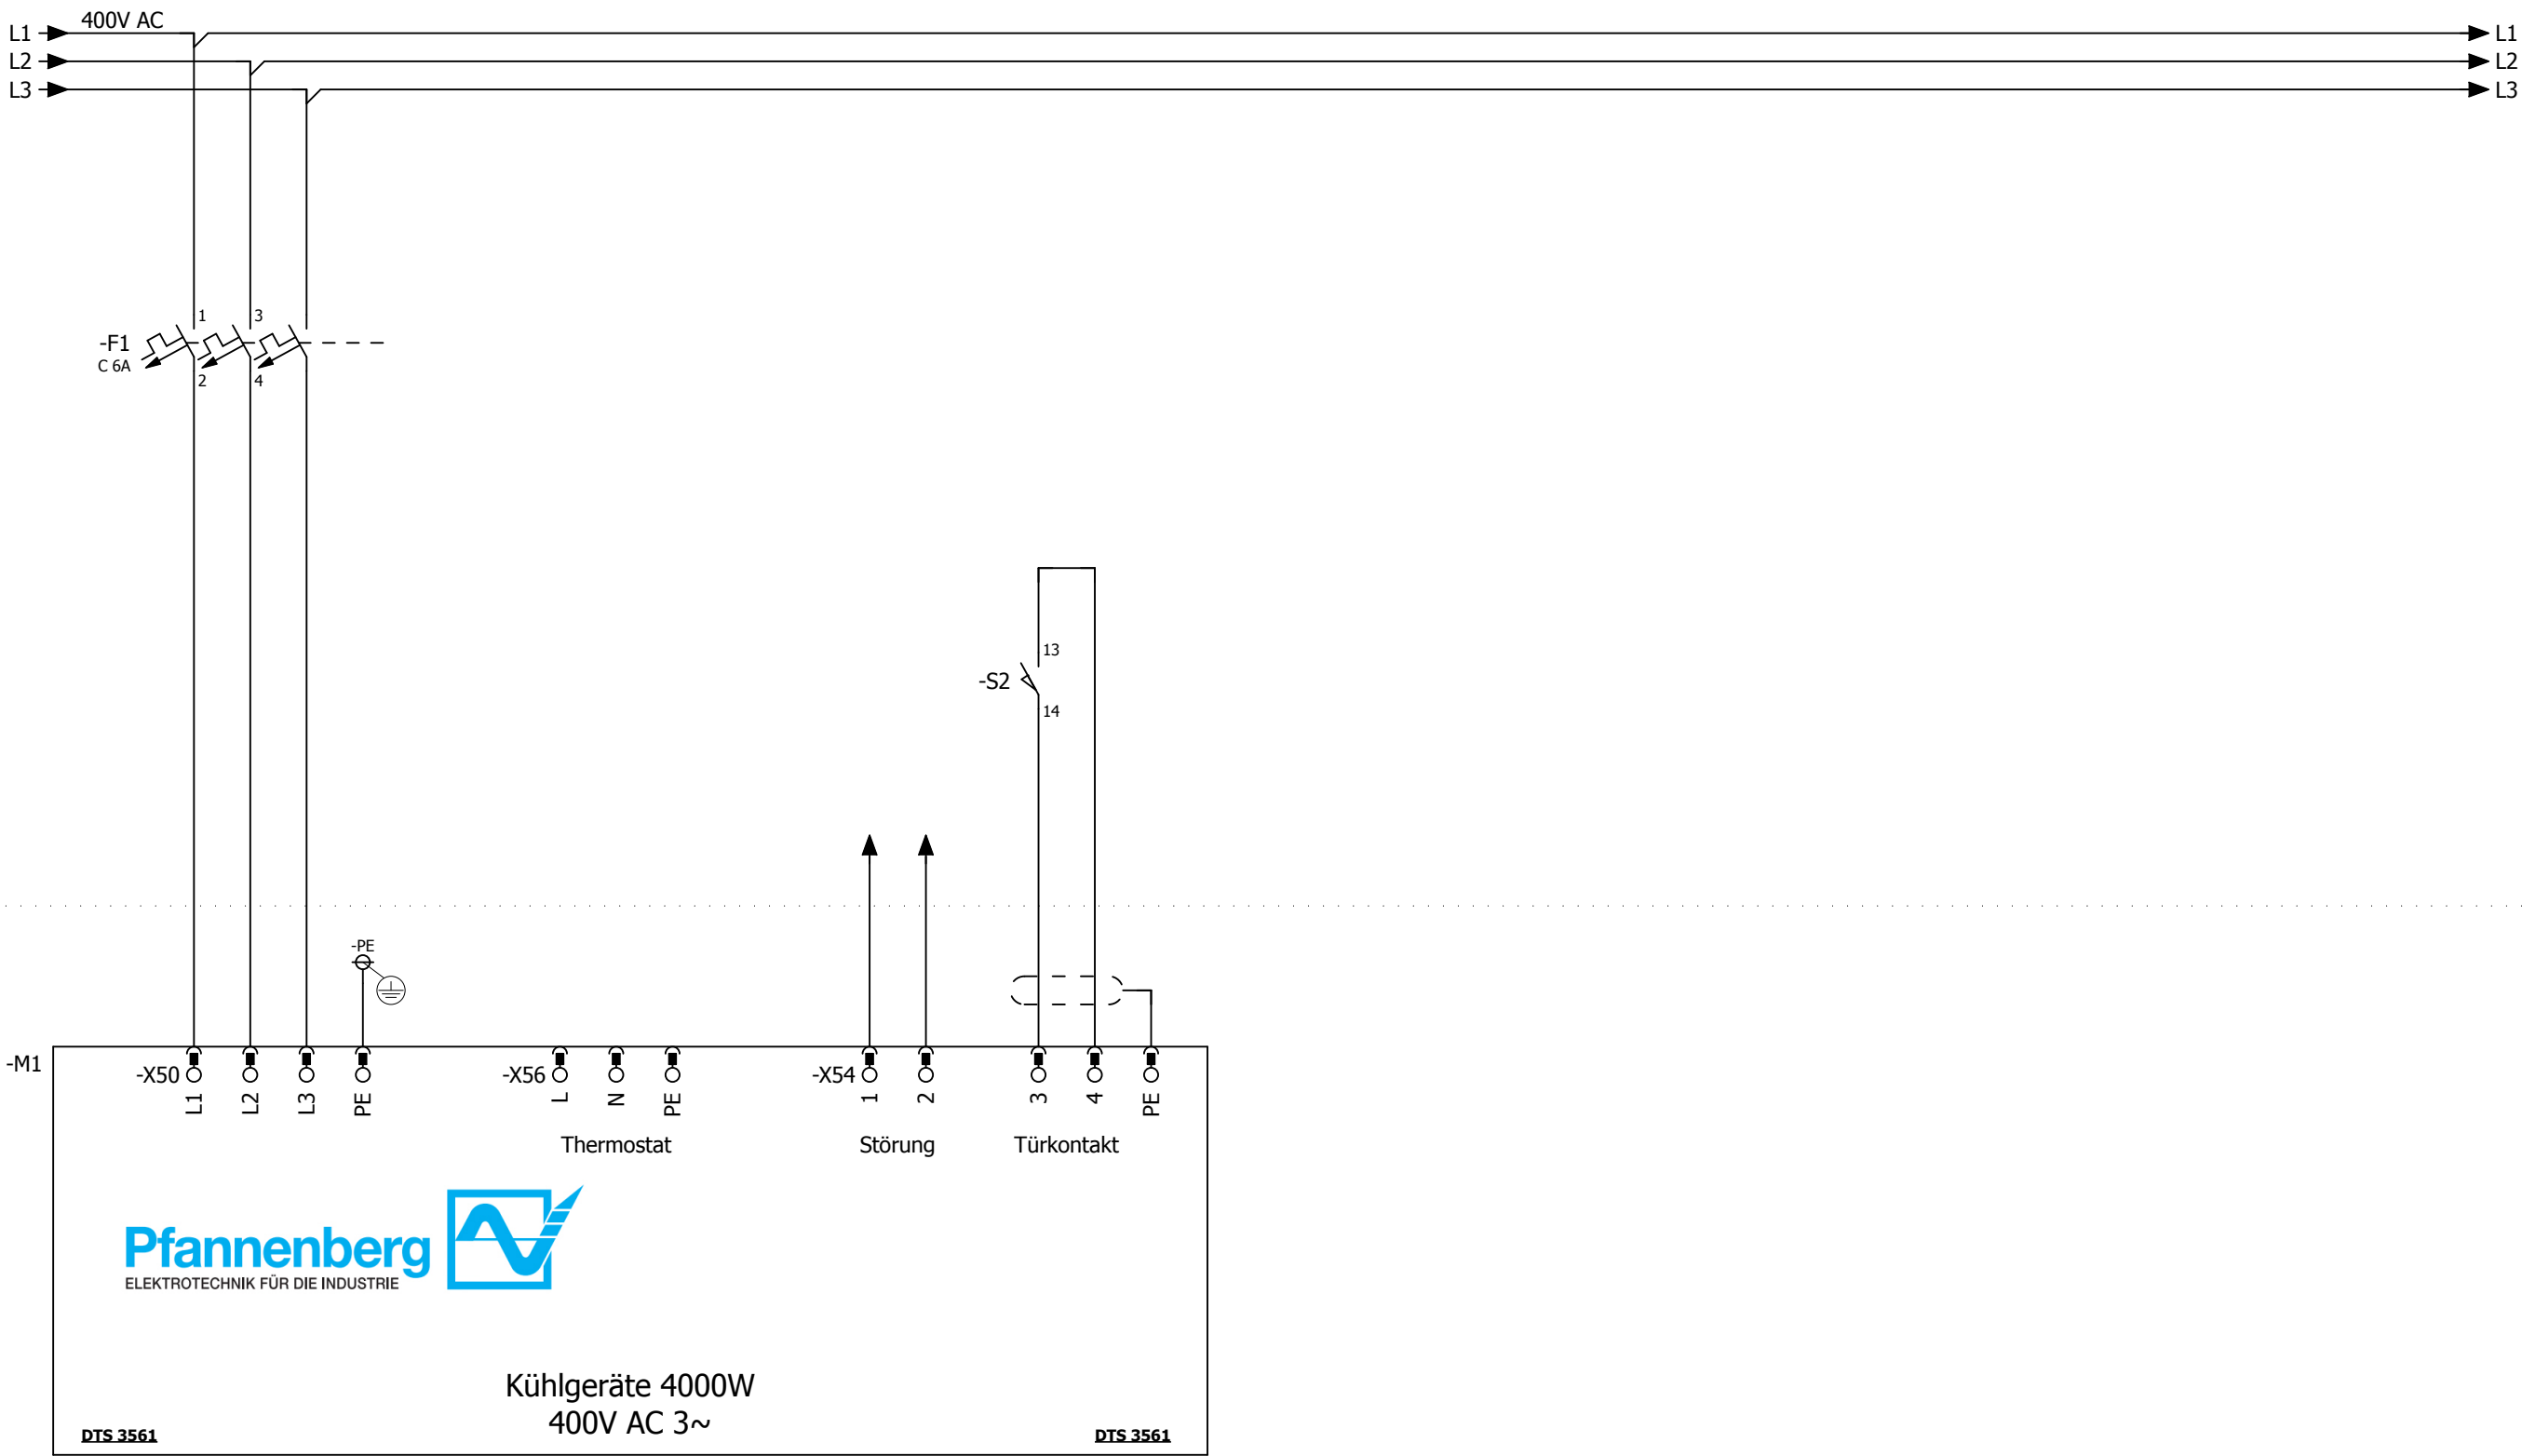 400V AC
L1 L1
L2 L2
L3 L3
1 3
-F1
C 6A
2 4
13
-S2
14
-PE
-M1
-X50 -X56 -X54
L1 L2 L3 PE L N PE 1 2 3 4 PE
Thermostat Störung Türkontakt
Pfannenberg
ELEKTROTECHNIK FÜR DIE INDUSTRIE
Kühlgeräte 4000W
400V AC 3~
DTS 3561 DTS 3561